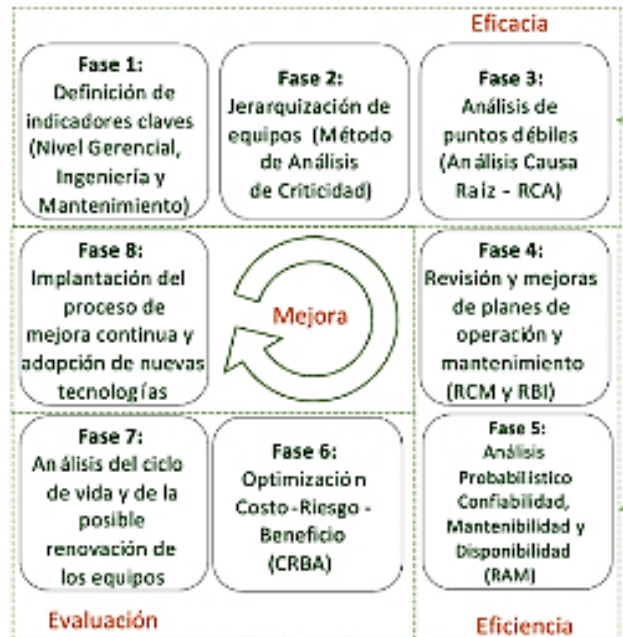 Eficacia
Fase 1:
Definición de
indicadores claves
(Nivel Gerencial,
Ingeniería y
Mantenimiento)
Fase 2:
Jerarquización de
equipos (Método
de Análisis
de Criticidad)
Fase 3:
Análisis de
puntos débiles
(Análisis Causa
Raíz - RCA)
Fase 8:
Implantación del
proceso de
mejora continua y
adopción de nuevas
tecnologías
Mejora
Fase 4:
Revisión y mejoras
de planes de
operación y
mantenimiento
(RCM y RBI)
Fase 7:
Análisis del ciclo
de vida y de la
posible
renovación de
los equipos
Fase 6:
Optimización
Costo-Riesgo -
Beneficio
(CRBA)
Fase 5:
Análisis
Probabilístico
Confiabilidad,
Mantenibilidad y
Disponibilidad
(RAM)
Evaluación
Eficiencia